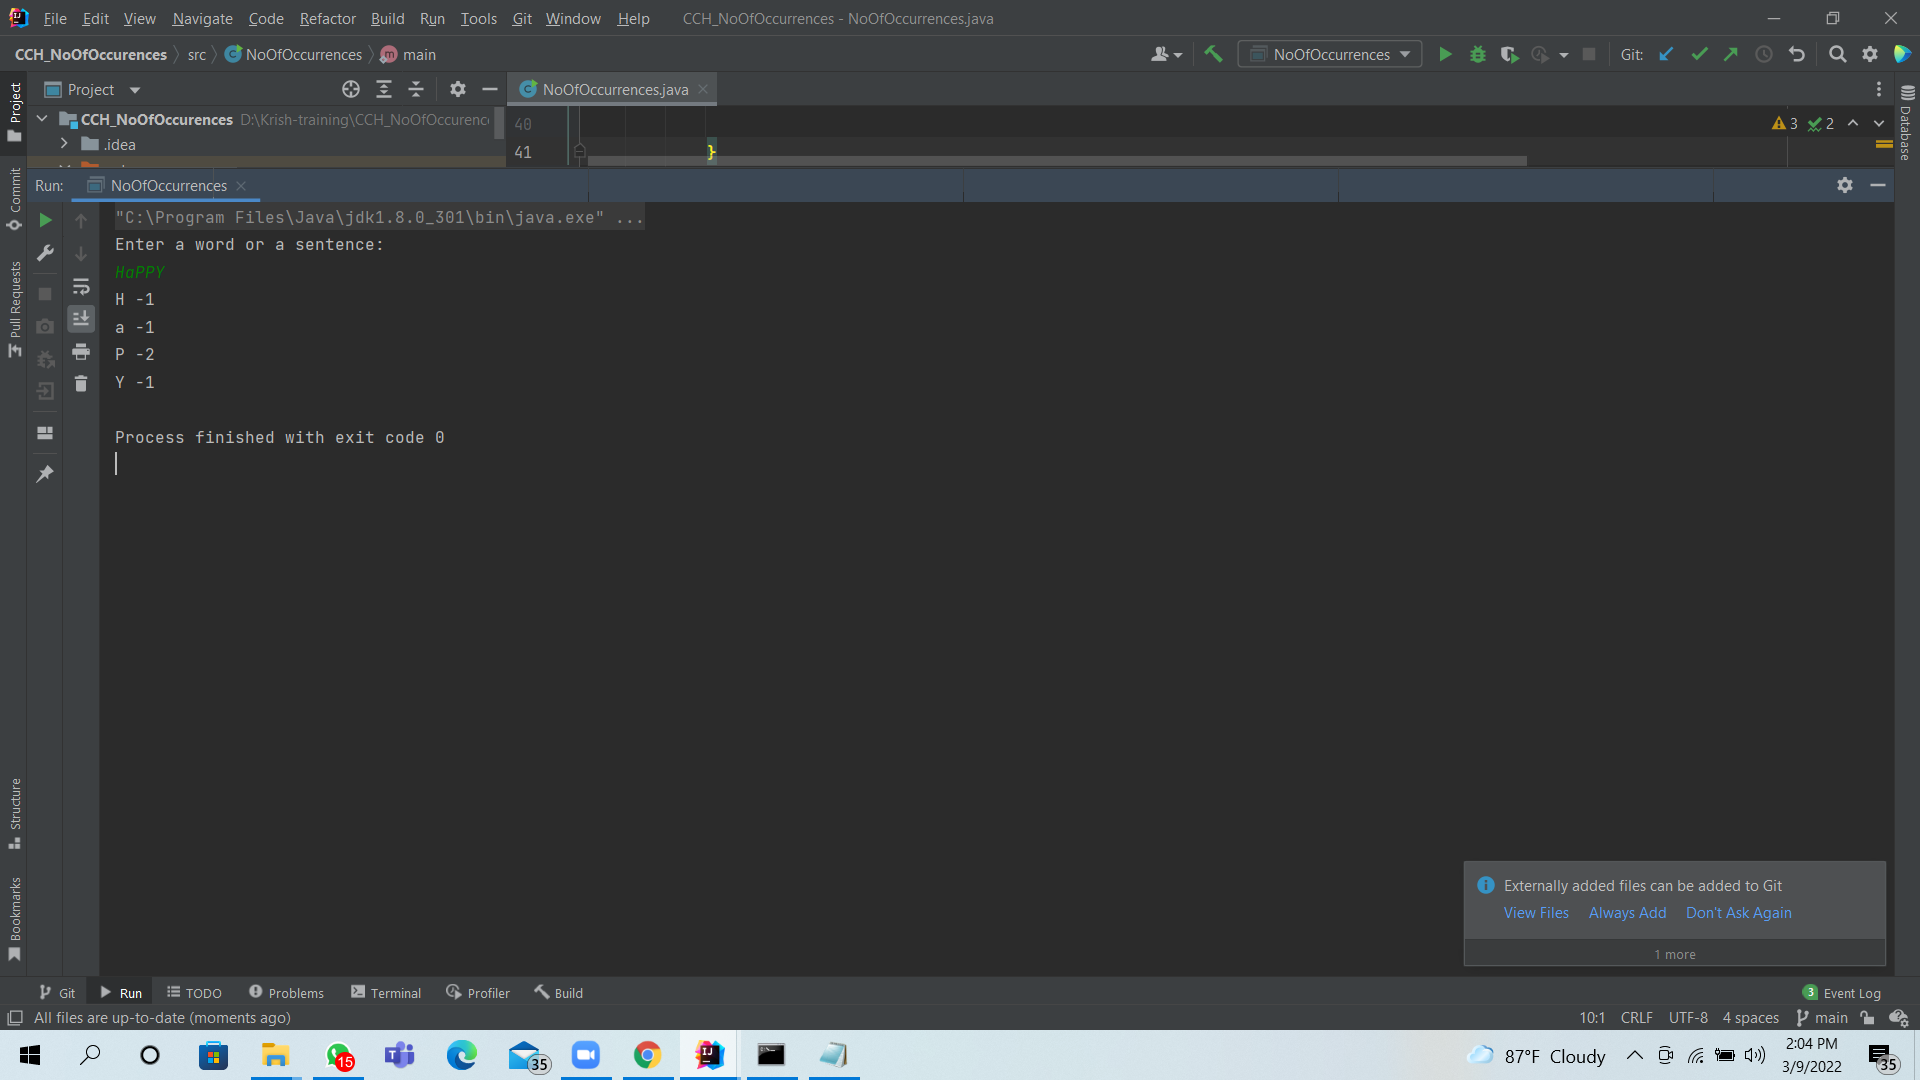 File Edit View Navigate Code Refactor Build Run Tools Git Window Help CCH_NoOfOccurrences - NoOfOccurrences.java
CCH_NoOfOccurences src NoOfOccurrences main NoOfOccurrences Git:
Project NoOfOccurrences.java
CCH_NoOfOccurences D:\Krish-training\CCH_NoOfOccurenc 40 3 2
.idea 41 }
Run: NoOfOccurrences
"C:\Program Files\Java\jdk1.8.0_301\bin\java.exe" ...
Enter a word or a sentence:
HaPPY
H -1
a -1
P -2
Y -1
Process finished with exit code 0
Project
Commit
Pull Requests
Structure
Bookmarks
Database
Externally added files can be added to Git
View Files Always Add Don't Ask Again
1 more
Git Run TODO Problems Terminal Profiler Build 3 Event Log
All files are up-to-date (moments ago) 10:1 CRLF UTF-8 4 spaces main
15 35 87°F Cloudy 2:04 PM
3/9/2022 35